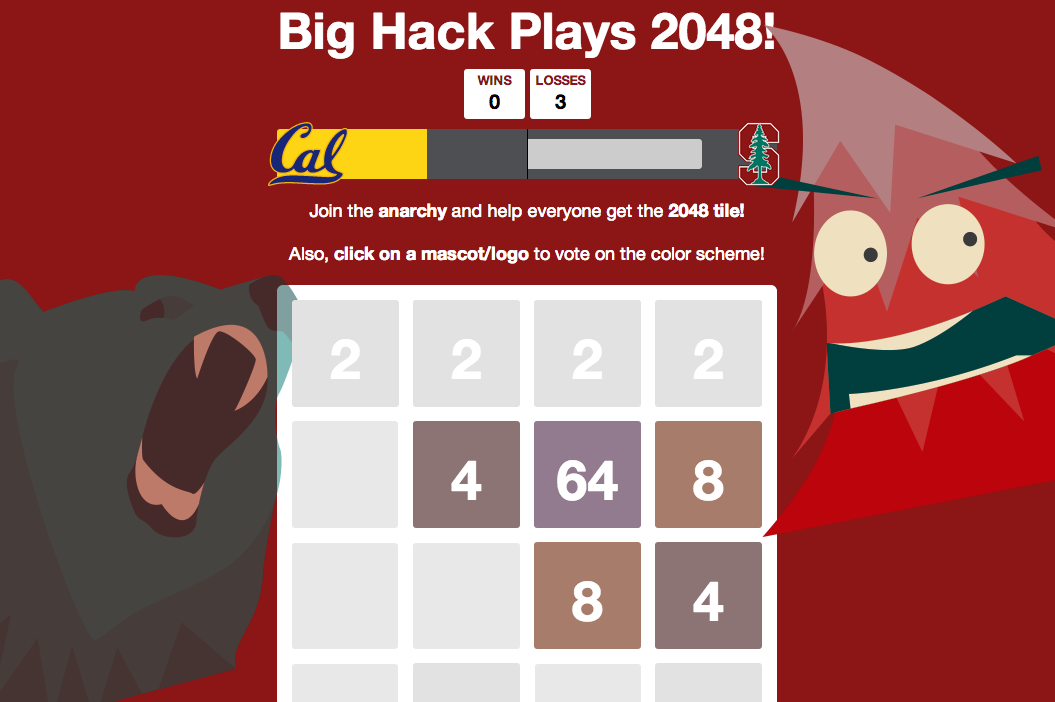 Big Hack Plays 2048!
WINS LOSSES
0 3
Cal S
Join the anarchy and help everyone get the 2048 tile!
Also, click on a mascot/logo to vote on the color scheme!
2 2 2 2
4 64 8
8 4